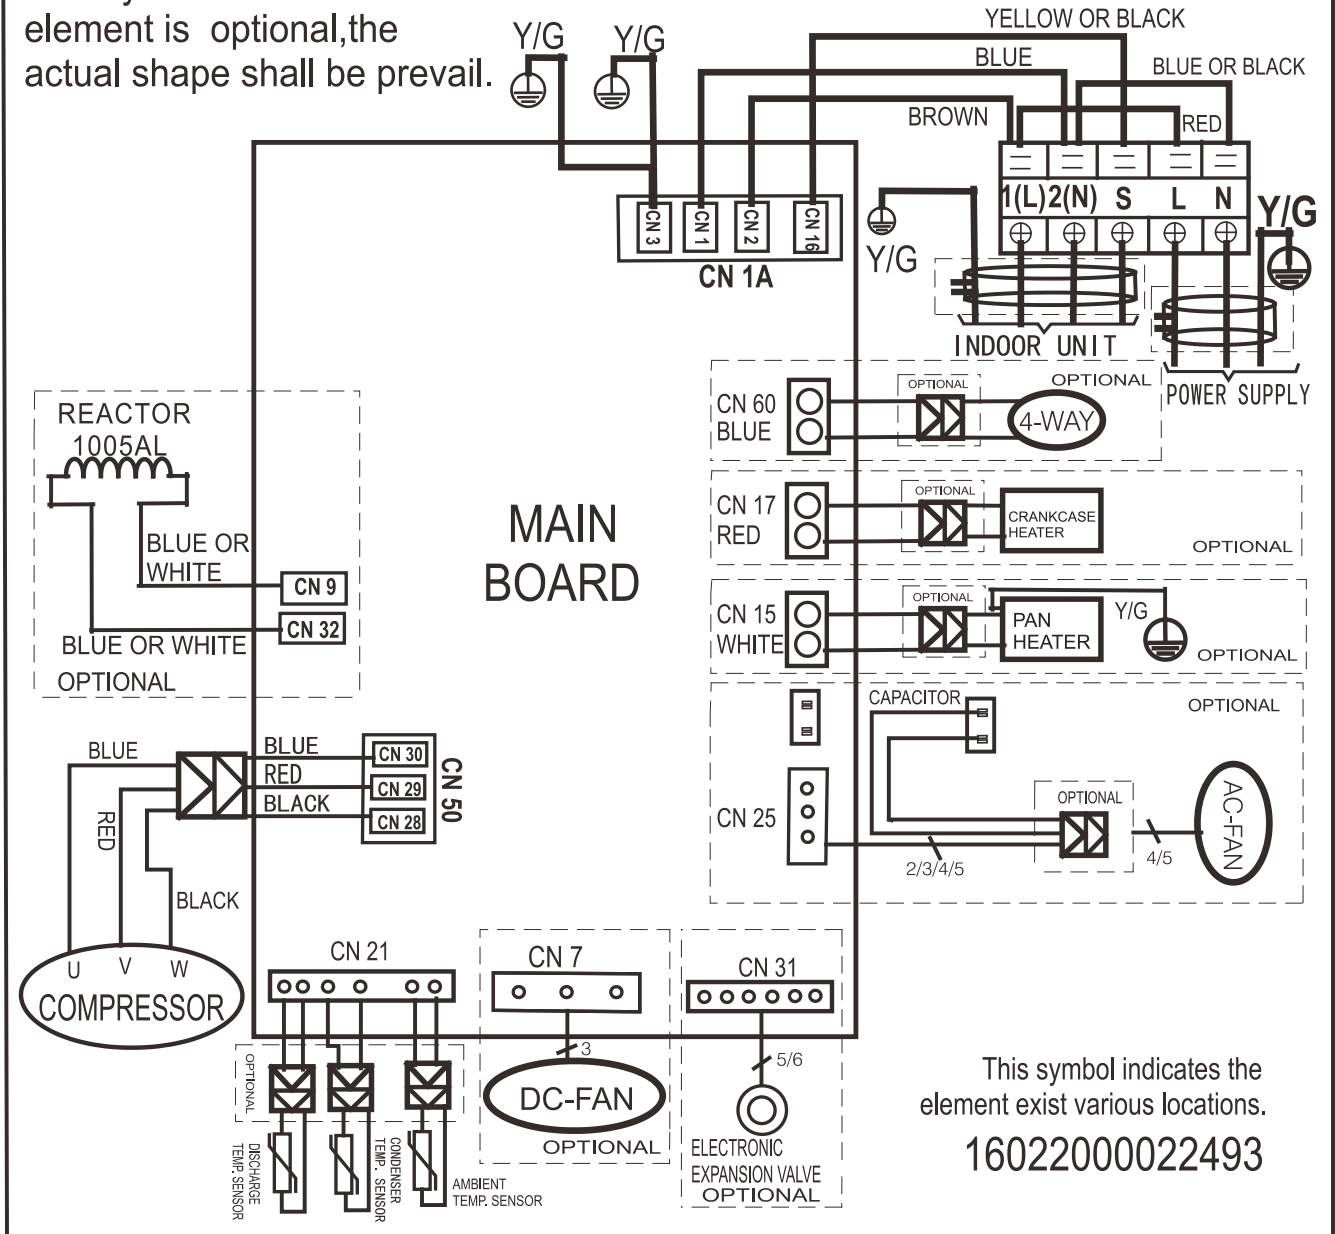 element is optional,the
actual shape shall be prevail.
Y/G
Y/G
YELLOW OR BLACK
BLUE
BLUE OR BLACK
BROWN
RED
1(L) 2(N) S L N
Y/G
Y/G
CN 3
CN 1
CN 2
CN 16
CN 1A
INDOOR UNIT
POWER SUPPLY
REACTOR
1005AL
BLUE OR
WHITE
CN 9
CN 32
BLUE OR WHITE
OPTIONAL
MAIN
BOARD
CN 60
BLUE
OPTIONAL
OPTIONAL
4-WAY
CN 17
RED
OPTIONAL
CRANKCASE
HEATER
OPTIONAL
CN 15
WHITE
OPTIONAL
PAN
HEATER
Y/G
OPTIONAL
CAPACITOR
OPTIONAL
CN 25
2/3/4/5
OPTIONAL
4/5
AC-FAN
BLUE
RED
BLACK
BLUE
RED
BLACK
CN 30
CN 29
CN 28
CN 50
U V W
COMPRESSOR
CN 21
OPTIONAL
DISCHARGE
TEMP. SENSOR
CONDENSER
TEMP. SENSOR
AMBIENT
TEMP. SENSOR
CN 7
3
DC-FAN
OPTIONAL
CN 31
5/6
ELECTRONIC
EXPANSION VALVE
OPTIONAL
This symbol indicates the
element exist various locations.
16022000022493